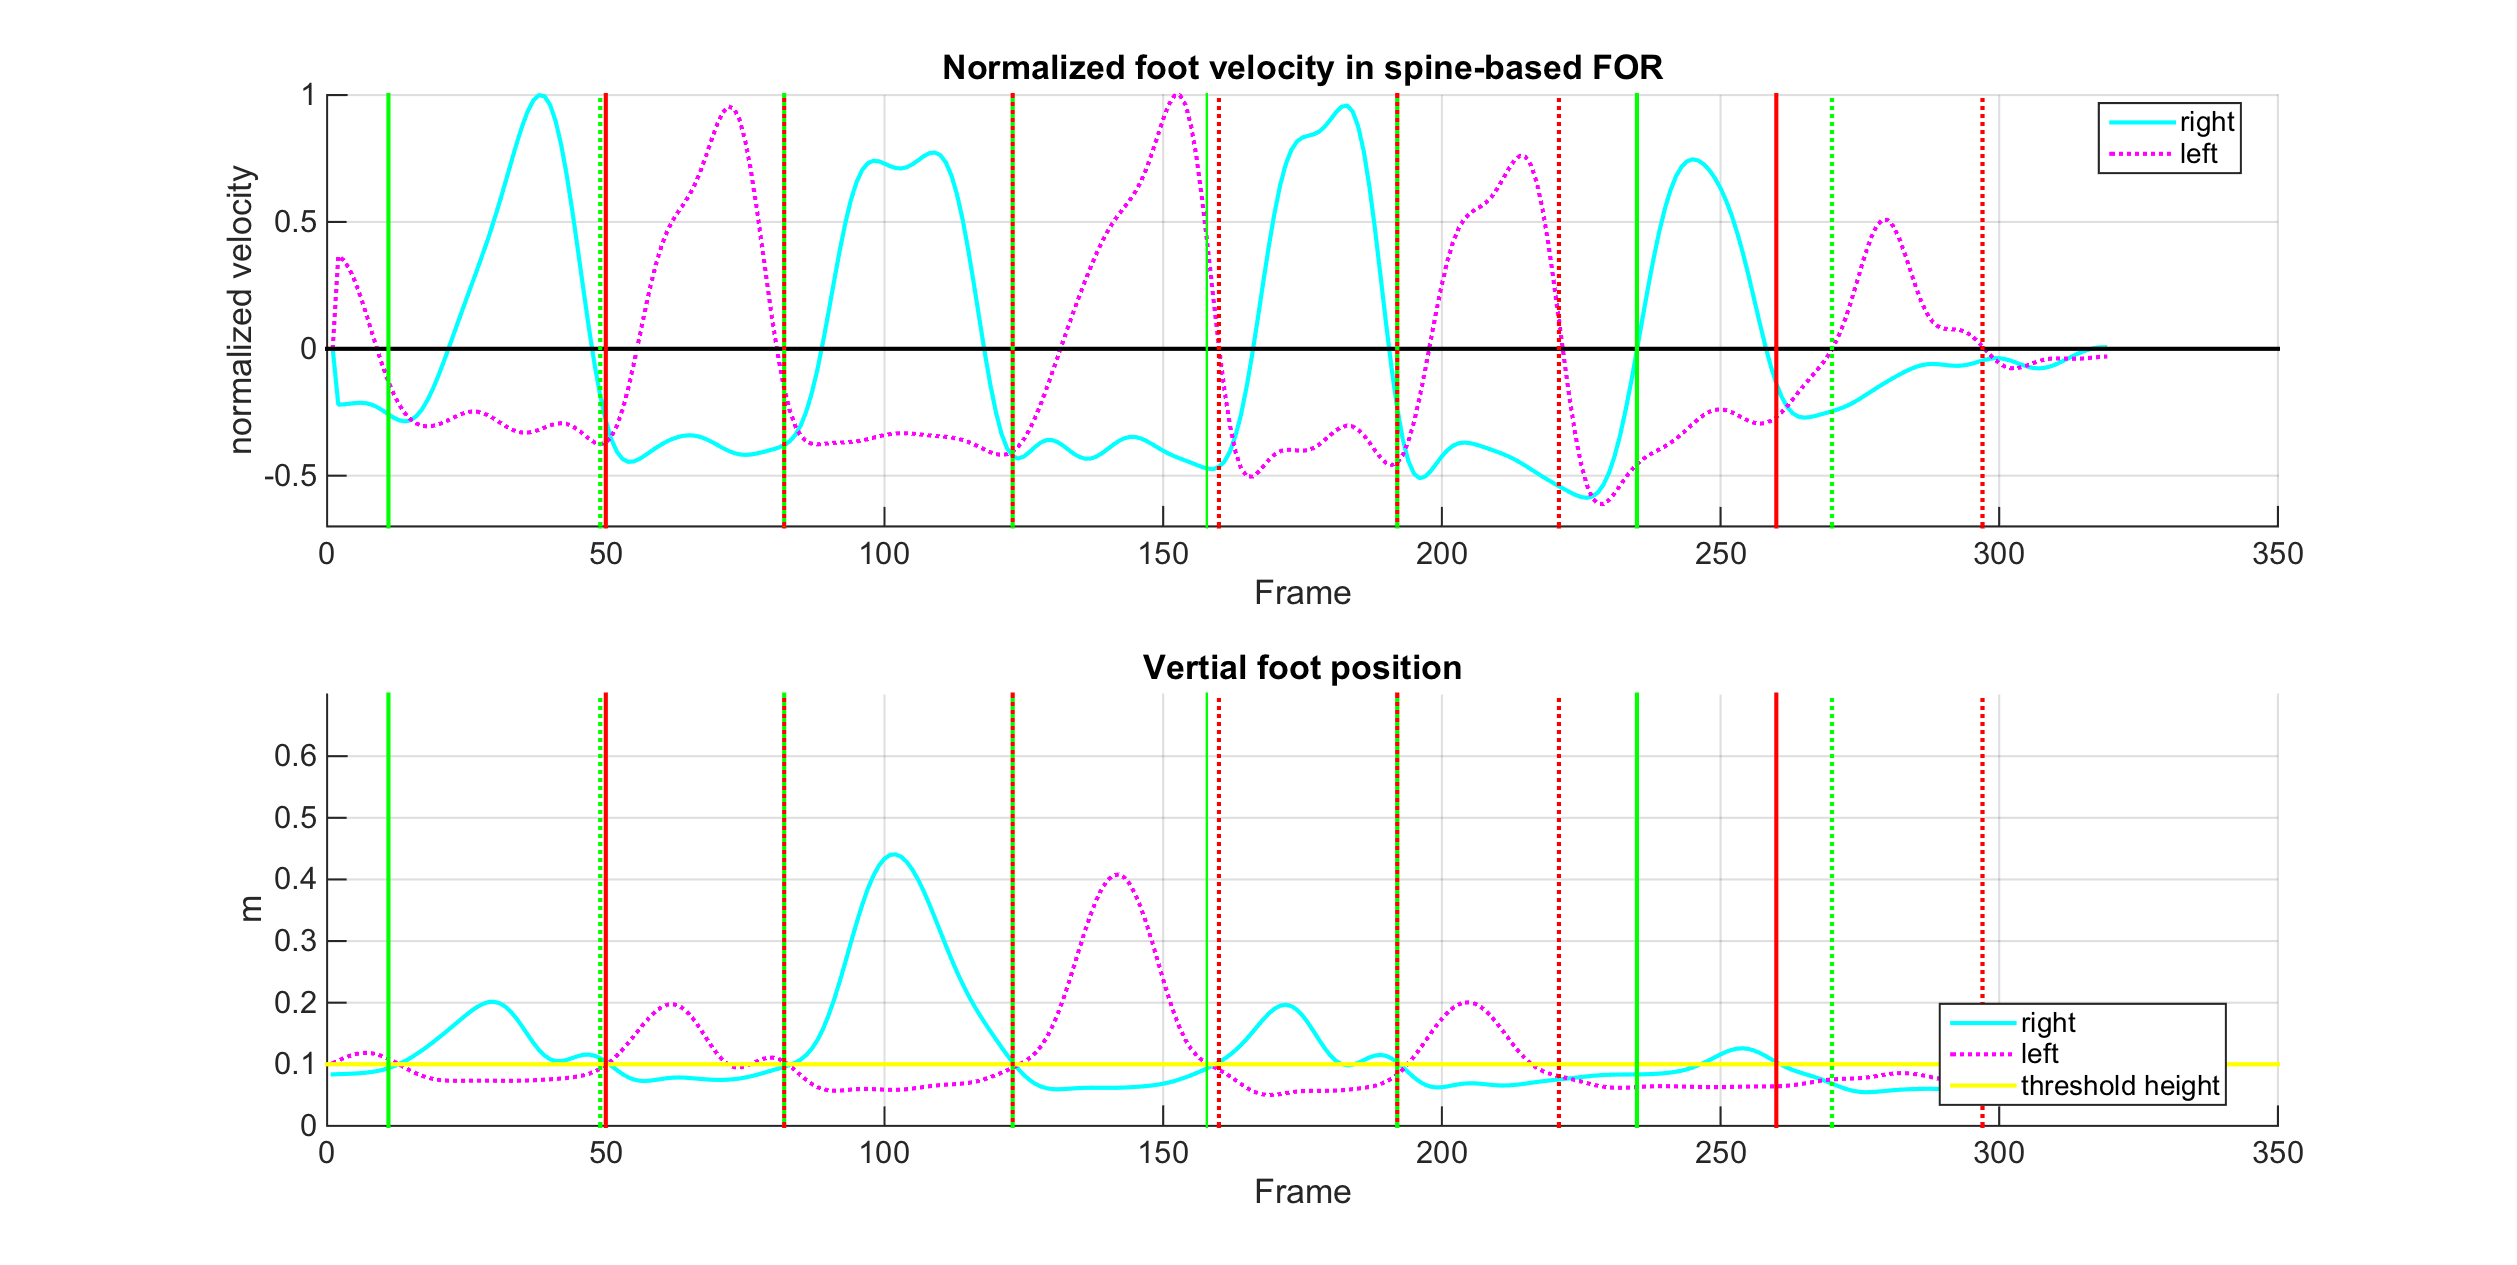 Normalized foot velocity in spine-based FOR
normalized velocity
1
0.5
0
-0.5
0 50 100 150 200 250 300 350
Frame
right
left
Vertial foot position
m
0.6
0.5
0.4
0.3
0.2
0.1
0
0 50 100 150 200 250 300 350
Frame
right
left
threshold height